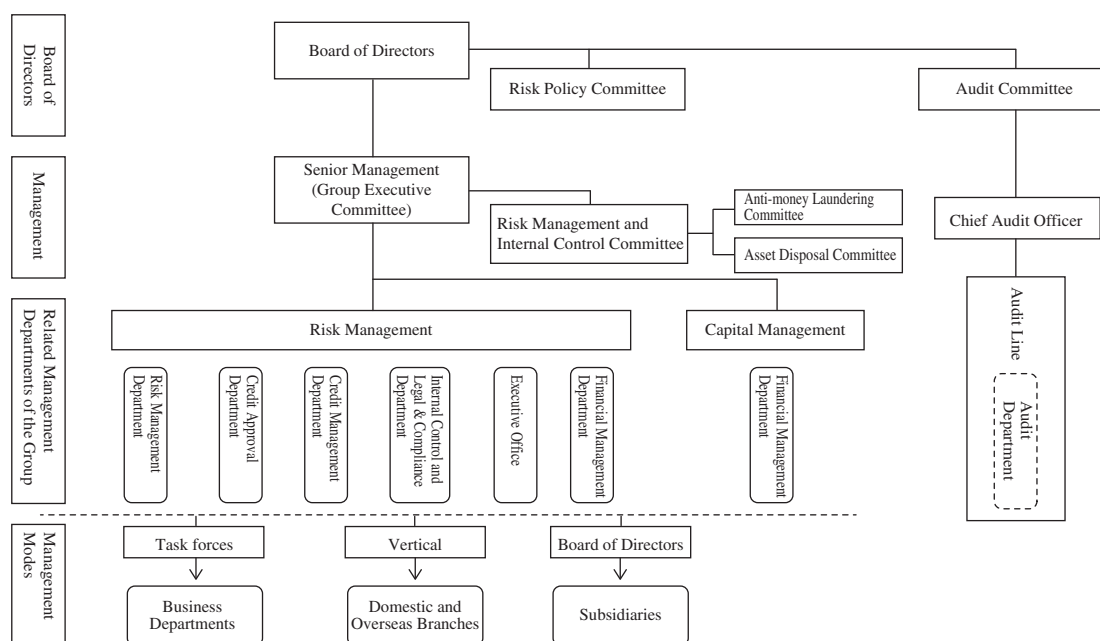 Board of
Directors
Board of Directors
Risk Policy Committee
Audit Committee
Management
Senior Management
(Group Executive
Committee)
Risk Management and
Internal Control Committee
Anti-money Laundering
Committee
Asset Disposal Committee
Chief Audit Officer
Related Management
Departments of the Group
Risk Management
Capital Management
Audit Line
Audit
Department
Risk Management
Department
Credit Approval
Department
Credit Management
Department
Internal Control and
Legal & Compliance
Department
Executive Office
Financial Management
Department
Financial Management
Department
Management
Modes
Task forces
Vertical
Board of Directors
Business
Departments
Domestic and
Overseas Branches
Subsidiaries